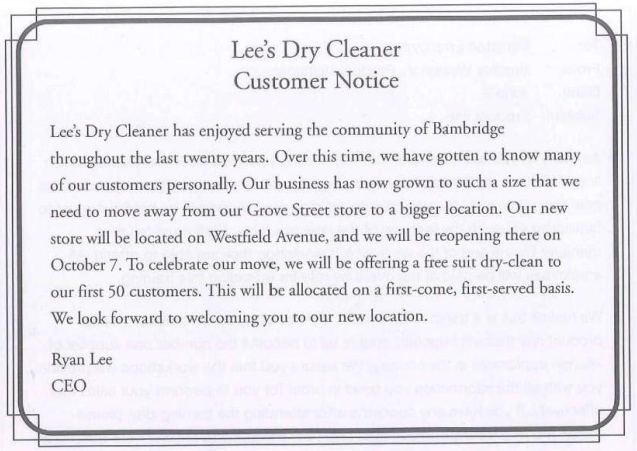 Lee's Dry Cleaner
Customer Notice
Lee's Dry Cleaner has enjoyed serving the community of Bambridge
throughout the last twenty years. Over this time, we have gotten to know many
of our customers personally. Our business has now grown to such a size that we
need to move away from our Grove Street store to a bigger location. Our new
store will be located on Westfield Avenue and we will be reopening there on
October 7. To celebrate our move, we will be offering a free suit dry-clean to
our first 50 customers. This will be allocated on a first-come, first-served basis.
We look forward to welcoming you to our new location.
Ryan Lee
CEO